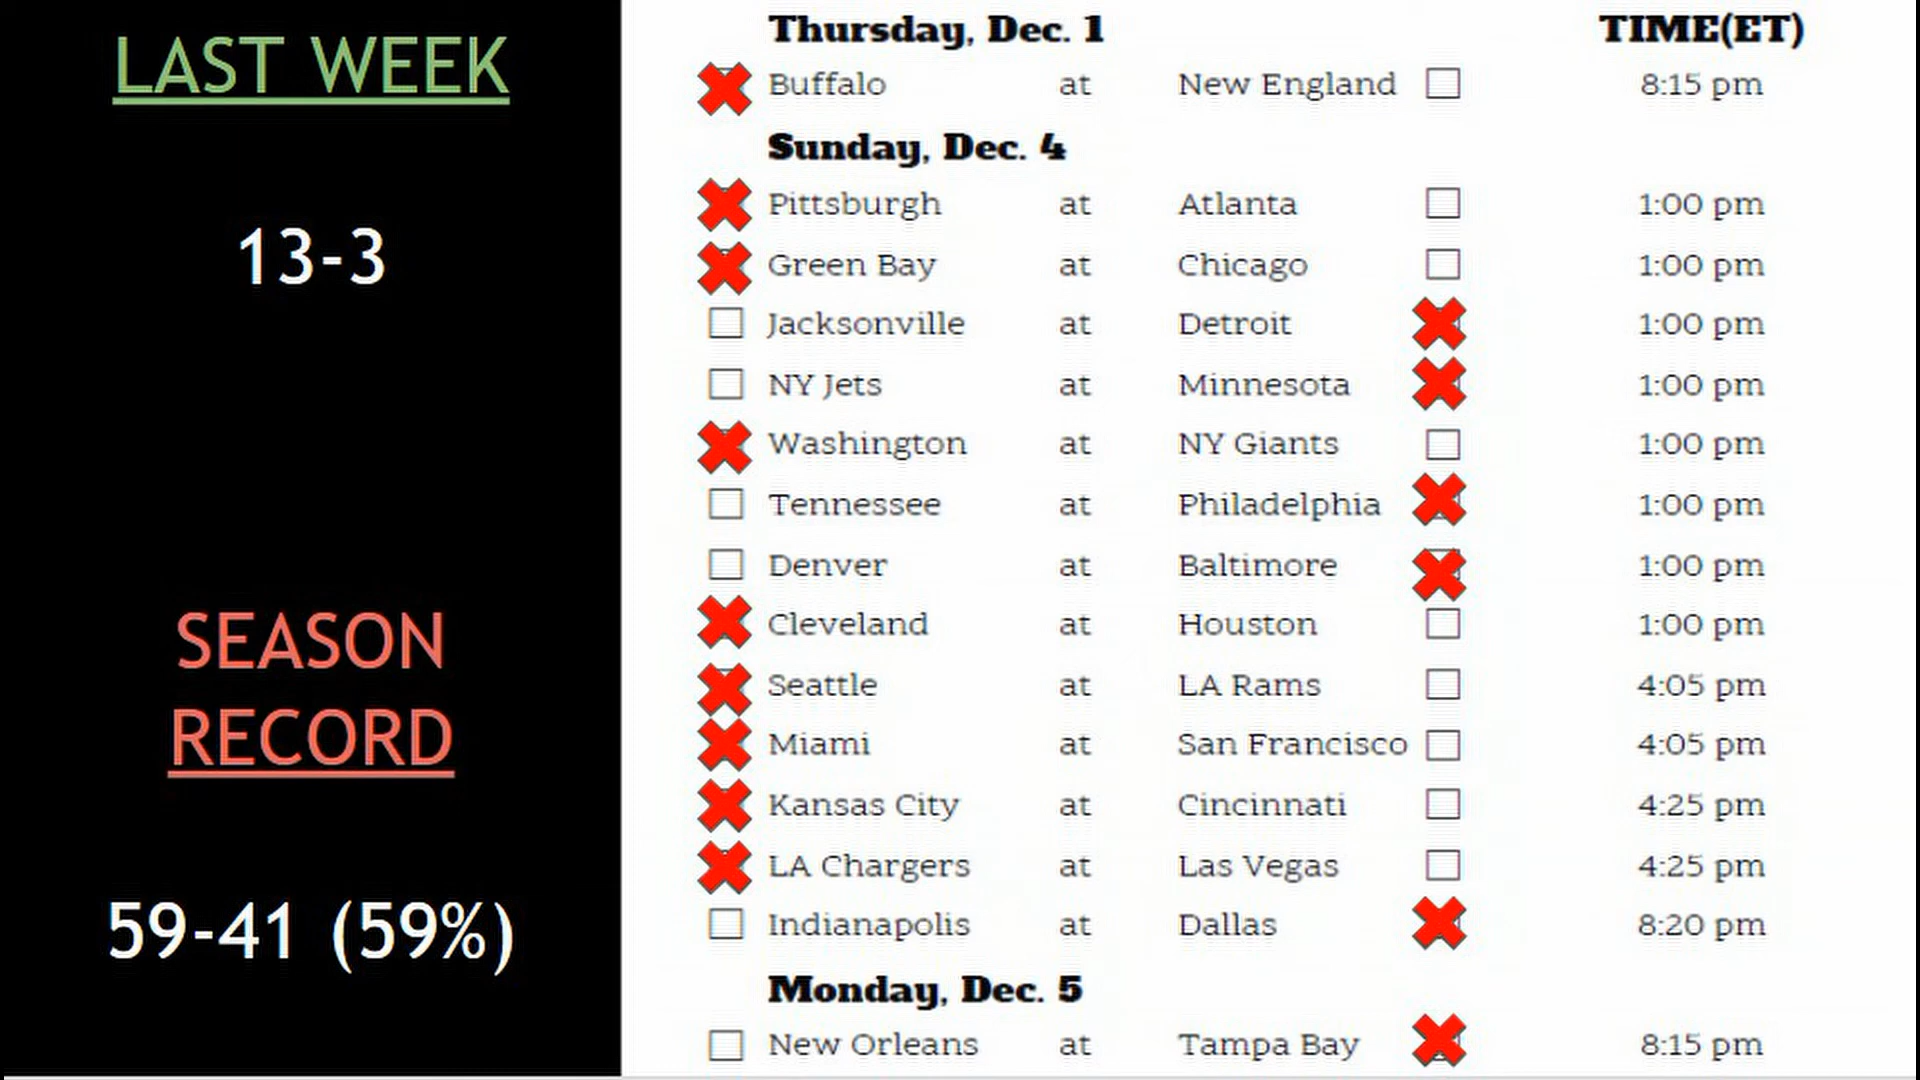 LAST WEEK
13-3
SEASON
RECORD
59-41 (59%)
Thursday, Dec. 1 TIME(ET)
Buffalo at New England 8:15 pm
Sunday, Dec. 4
Pittsburgh at Atlanta 1:00 pm
Green Bay at Chicago 1:00 pm
Jacksonville at Detroit 1:00 pm
NY Jets at Minnesota 1:00 pm
Washington at NY Giants 1:00 pm
Tennessee at Philadelphia 1:00 pm
Denver at Baltimore 1:00 pm
Cleveland at Houston 1:00 pm
Seattle at LA Rams 4:05 pm
Miami at San Francisco 4:05 pm
Kansas City at Cincinnati 4:25 pm
LA Chargers at Las Vegas 4:25 pm
Indianapolis at Dallas 8:20 pm
Monday, Dec. 5
New Orleans at Tampa Bay 8:15 pm